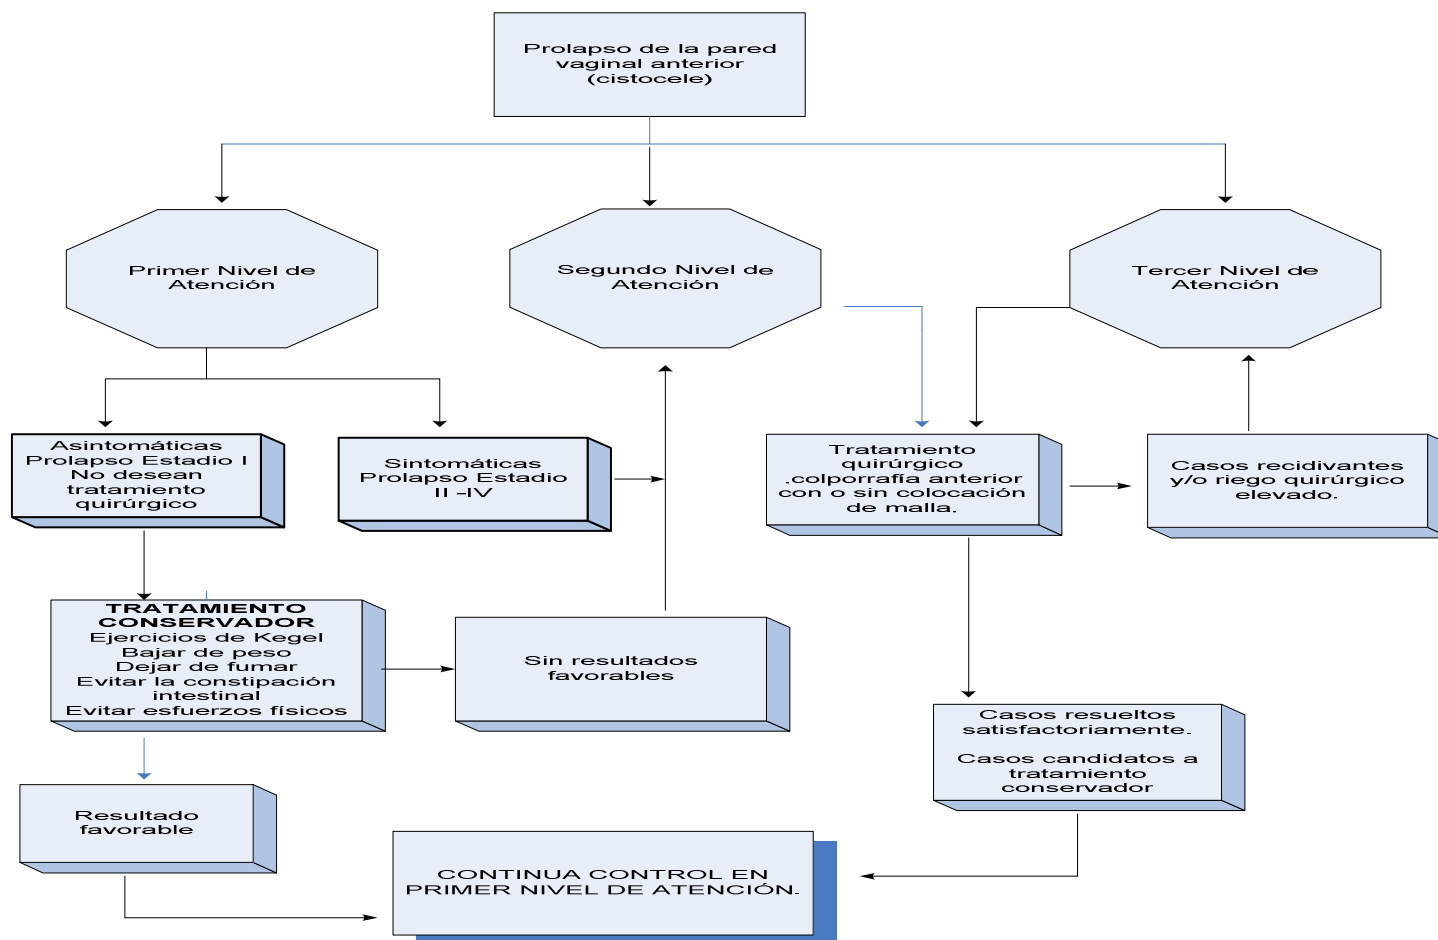 Prolapso de la pared
vaginal anterior
(cistocele)
Primer Nivel de
Atención
Segundo Nivel de
Atención
Tercer Nivel de
Atención
Asintomáticas
Prolapso Estadio I
No desean
tratamiento
quirúrgico
Sintomáticas
Prolapso Estadio
II –IV
Tratamiento
quirúrgico
.colporrafía anterior
con o sin colocación
de malla.
Casos recidivantes
y/o riego quirúrgico
elevado.
TRATAMIENTO
CONSERVADOR
Ejercicios de Kegel
Bajar de peso
Dejar de fumar
Evitar la constipación
intestinal
Evitar esfuerzos físicos
Sin resultados
favorables
Casos resueltos
satisfactoriamente.
Casos candidatos a
tratamiento
conservador
Resultado
favorable
CONTINUA CONTROL EN
PRIMER NIVEL DE ATENCIÓN.